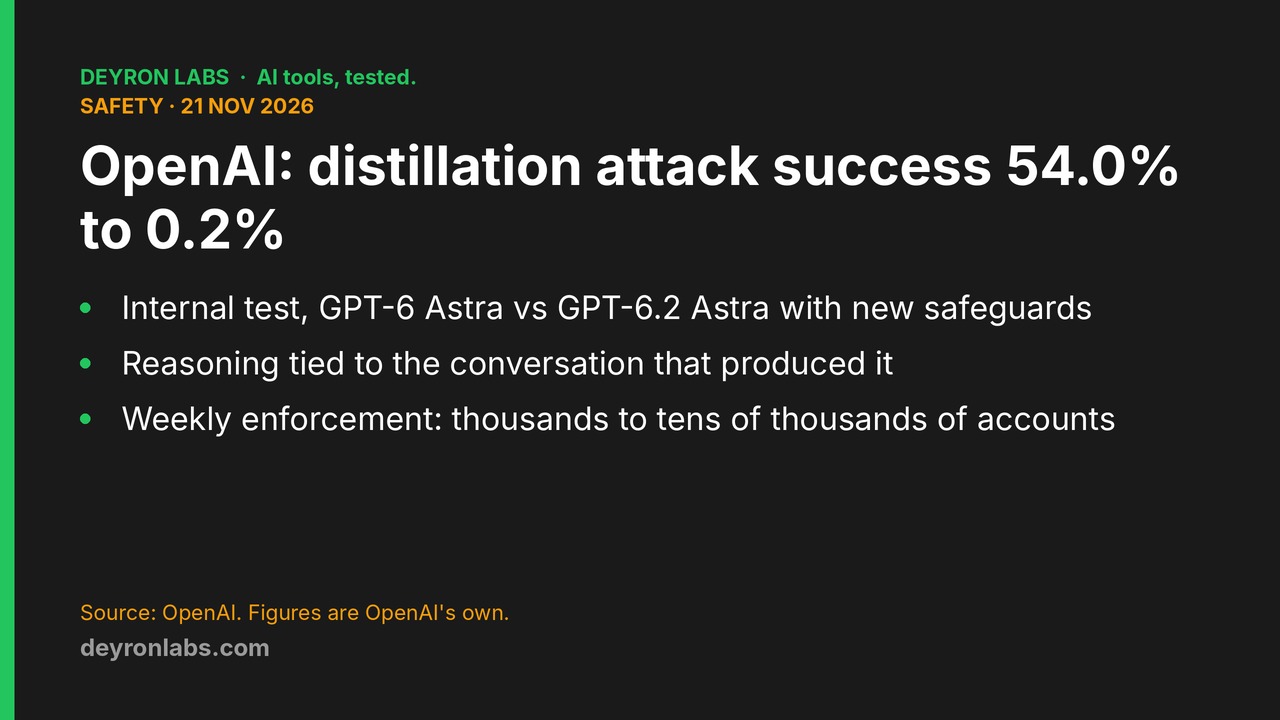 DEYRON LABS · AI tools, tested.
SAFETY · 21 NOV 2026
OpenAI: distillation attack success 54.0%
to 0.2%
• Internal test, GPT-6 Astra vs GPT-6.2 Astra with new safeguards
• Reasoning tied to the conversation that produced it
• Weekly enforcement: thousands to tens of thousands of accounts
Source: OpenAI. Figures are OpenAI's own.
deyronlabs.com